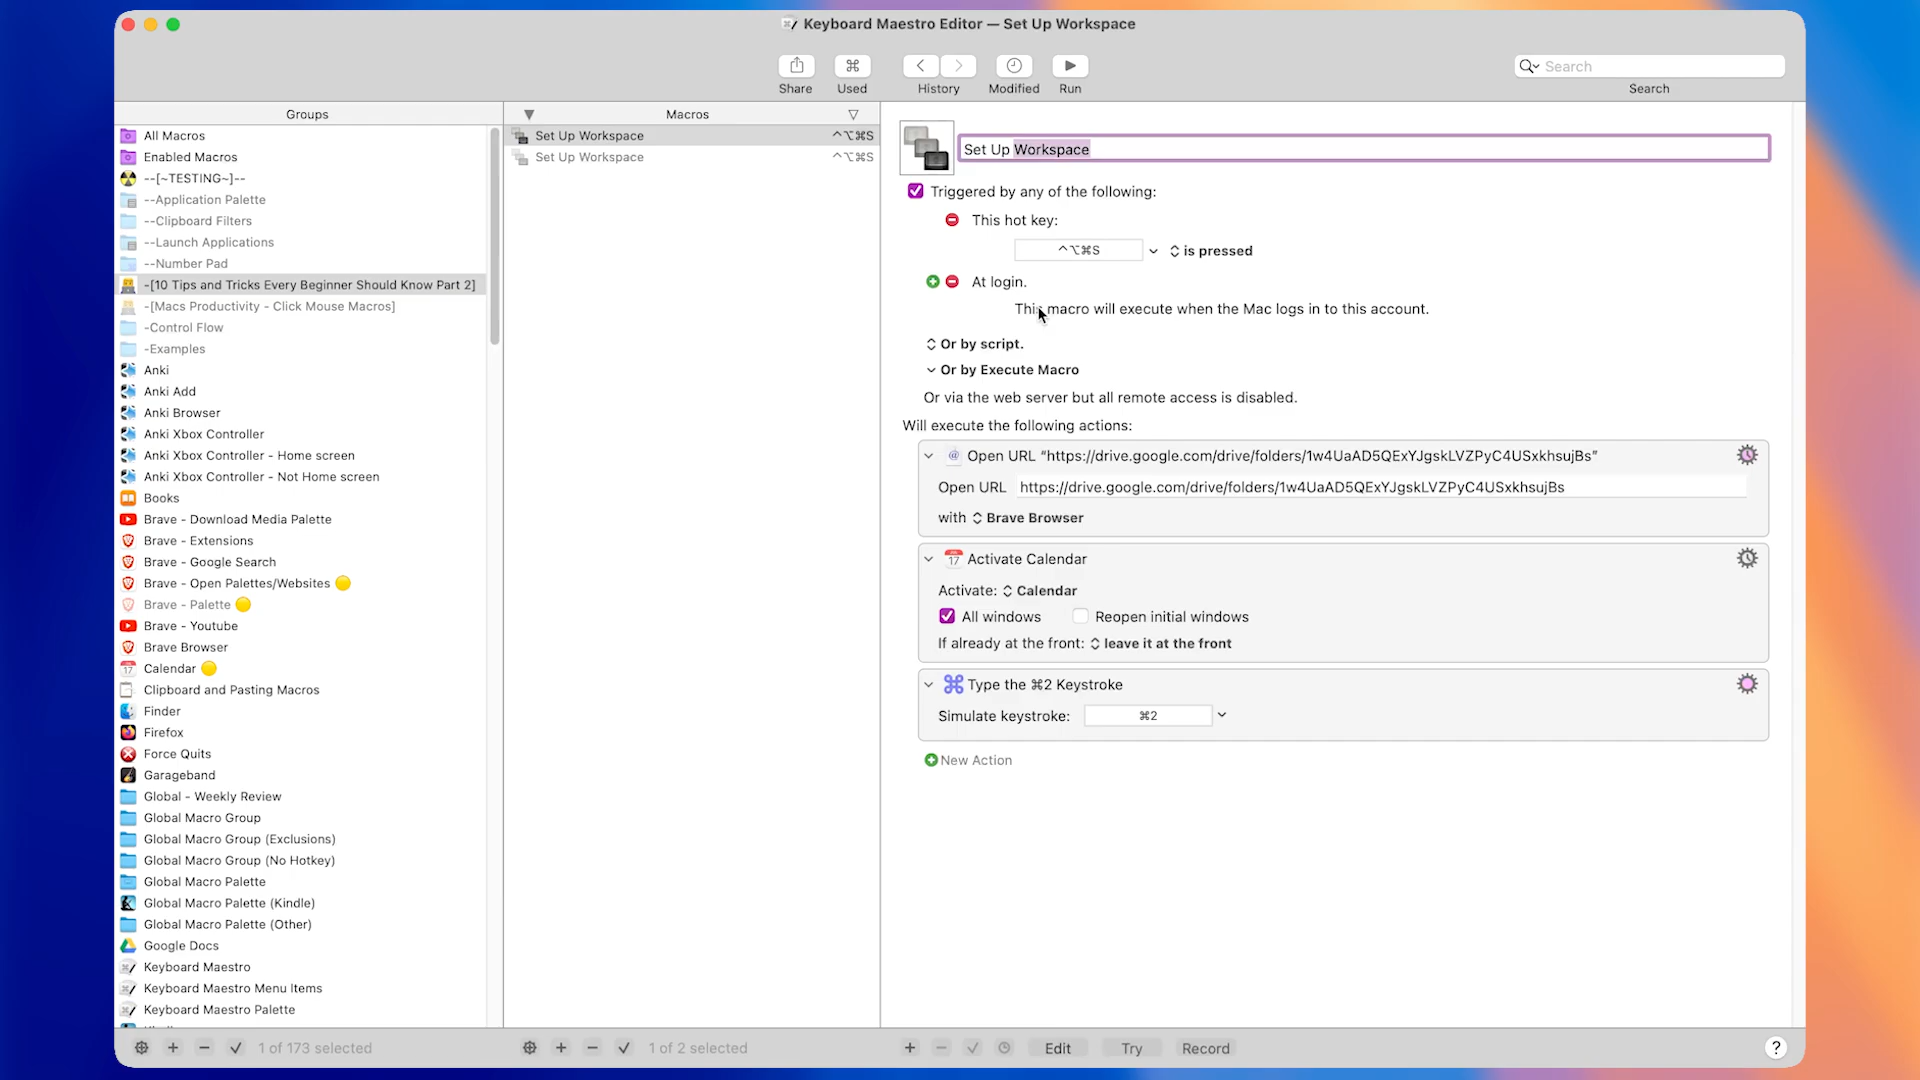 Keyboard Maestro Editor — Set Up Workspace
Share
Used
History
Modified
Run
Search
Search
Groups
All Macros
Enabled Macros
--[~TESTING~]--
--Application Palette
--Clipboard Filters
--Launch Applications
--Number Pad
-[10 Tips and Tricks Every Beginner Should Know Part 2]
-[Macs Productivity - Click Mouse Macros]
-Control Flow
-Examples
Anki
Anki Add
Anki Browser
Anki Xbox Controller
Anki Xbox Controller - Home screen
Anki Xbox Controller - Not Home screen
Books
Brave - Download Media Palette
Brave - Extensions
Brave - Google Search
Brave - Open Palettes/Websites
Brave - Palette
Brave - Youtube
Brave Browser
Calendar
Clipboard and Pasting Macros
Finder
Firefox
Force Quits
Garageband
Global - Weekly Review
Global Macro Group
Global Macro Group (Exclusions)
Global Macro Group (No Hotkey)
Global Macro Palette
Global Macro Palette (Kindle)
Global Macro Palette (Other)
Google Docs
Keyboard Maestro
Keyboard Maestro Menu Items
Keyboard Maestro Palette
1 of 173 selected
Macros
Set Up Workspace ⌃⌥⌘S
Set Up Workspace ⌃⌥⌘S
1 of 2 selected
Set Up Workspace
Triggered by any of the following:
This hot key:
⌃⌥⌘S is pressed
At login.
This macro will execute when the Mac logs in to this account.
Or by script.
Or by Execute Macro
Or via the web server but all remote access is disabled.
Will execute the following actions:
Open URL “https://drive.google.com/drive/folders/1w4UaAD5QExYJgskLVZPyC4USxkhsujBs”
Open URL https://drive.google.com/drive/folders/1w4UaAD5QExYJgskLVZPyC4USxkhsujBs
with Brave Browser
17 Activate Calendar
Activate: Calendar
All windows Reopen initial windows
If already at the front: leave it at the front
Type the ⌘2 Keystroke
Simulate keystroke: ⌘2
New Action
Edit
Try
Record
?